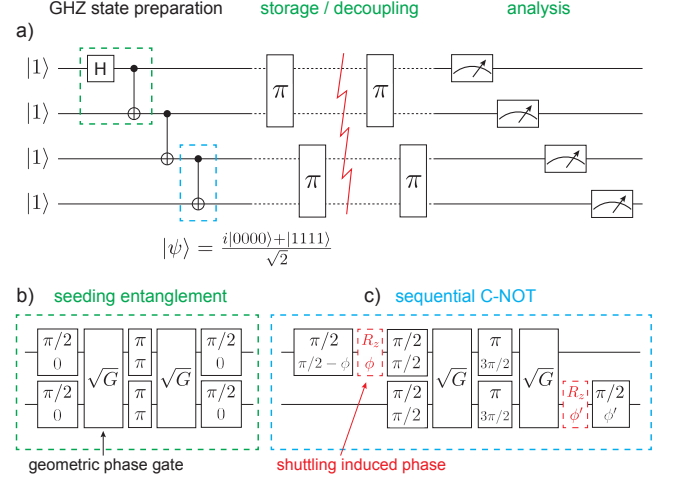 GHZ state preparation storage / decoupling analysis
a)
|1⟩ H π π
|1⟩
|1⟩ π π
|1⟩
|ψ⟩ = i|0000⟩+|1111⟩ / √2
b) seeding entanglement c) sequential C-NOT
π/2 0 √G π π √G π/2 0
π/2 0 π π π/2 0
π/2 π/2 − ϕ R_z ϕ π/2 π/2 √G π 3π/2 √G
π/2 π/2 π 3π/2 R_z ϕ' π/2 ϕ'
geometric phase gate shuttling induced phase